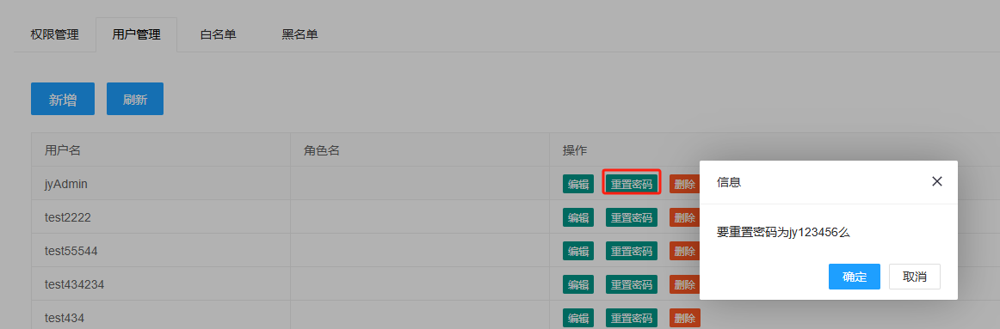 权限管理 用户管理 白名单 黑名单
新增 刷新
用户名 角色名 操作
jyAdmin 编辑 重置密码 删除
test2222 编辑 重置密码 删除
test55544 编辑 重置密码 删除
test434234 编辑 重置密码 删除
test434 编辑 重置密码 删除
信息
要重置密码为jy123456么
确定 取消